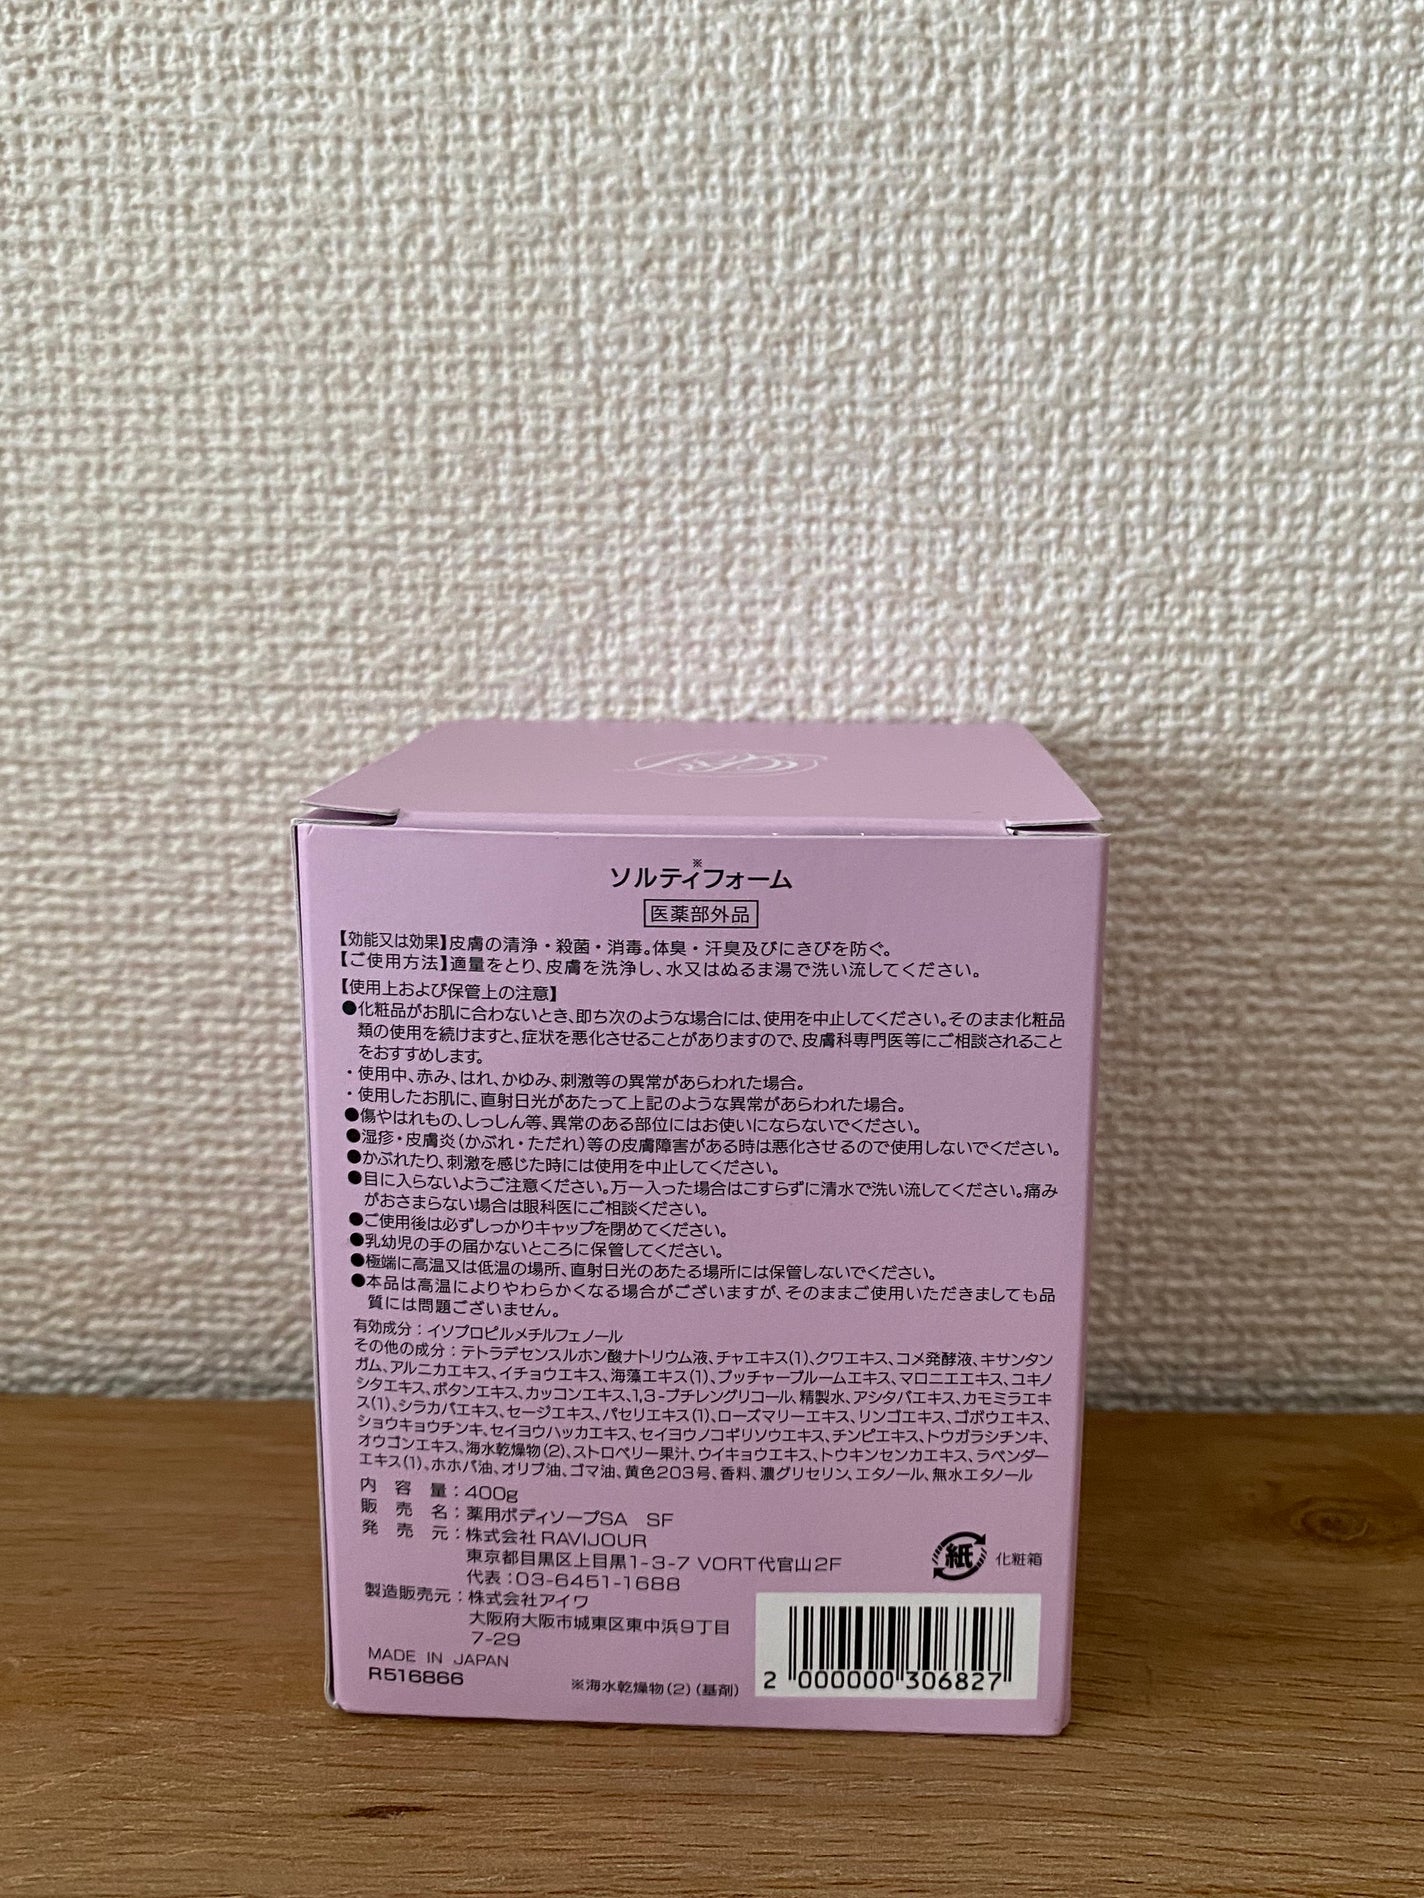 ※
ソルティフォーム
医薬部外品
【効能又は効果】皮膚の清浄・殺菌・消毒。体臭・汗臭及びにきびを防ぐ。
【ご使用方法】適量をとり、皮膚を洗浄し、水又はぬるま湯で洗い流してください。
【使用上および保管上の注意】
●化粧品がお肌に合わないとき、即ち次のような場合には、使用を中止してください。そのまま化粧品
類の使用を続けますと、症状を悪化させることがありますので、皮膚科専門医等にご相談されること
をおすすめします。
・使用中、赤み、はれ、かゆみ、刺激等の異常があらわれた場合。
・使用したお肌に、直射日光があたって上記のような異常があらわれた場合。
●傷やはれもの、しっしん等、異常のある部位にはお使いにならないでください。
●湿疹・皮膚炎(かぶれ・ただれ)等の皮膚障害がある時は悪化させるので使用しないでください。
●かぶれたり、刺激を感じた時には使用を中止してください。
●目に入らないようご注意ください。万一入った場合はこすらずに清水で洗い流してください。痛み
がおさまらない場合は眼科医にご相談ください。
●ご使用後は必ずしっかりキャップを閉めてください。
●乳幼児の手の届かないところに保管してください。
●極端に高温又は低温の場所、直射日光のあたる場所には保管しないでください。
●本品は高温によりやわらかくなる場合がございますが、そのままご使用いただきましても品
質には問題ございません。
有効成分：イソプロピルメチルフェノール
その他の成分：テトラデセンスルホン酸ナトリウム液、チャエキス(1)、クワエキス、コメ発酵液、キサンタン
ガム、アルニカエキス、イチョウエキス、海藻エキス(1)、ブッチャーブルームエキス、マロニエエキス、ユキノ
シタエキス、ボタンエキス、カッコンエキス、1,3-ブチレングリコール、精製水、アシタバエキス、カモミラエキ
ス(1)、シラカバエキス、セージエキス、パセリエキス(1)、ローズマリーエキス、リンゴエキス、ゴボウエキス、
ショウキョウチンキ、セイヨウハッカエキス、セイヨウノコギリソウエキス、チンピエキス、トウガラシチンキ、
オウゴンエキス、海水乾燥物(2)、ストロベリー果汁、ウイキョウエキス、トウキンセンカエキス、ラベンダー
エキス(1)、ホホバ油、オリブ油、ゴマ油、黄色203号、香料、濃グリセリン、エタノール、無水エタノール
内容量：400g
販売名：薬用ボディソープSA SF
発売元：株式会社RAVIJOUR
東京都目黒区上目黒1-3-7 VORT代官山2F
代表：03-6451-1688
製造販売元：株式会社アイワ
大阪府大阪市城東区東中浜9丁目
7-29
MADE IN JAPAN
R516866
※海水乾燥物(2)(基剤)
紙 化粧箱
2 000000 306827